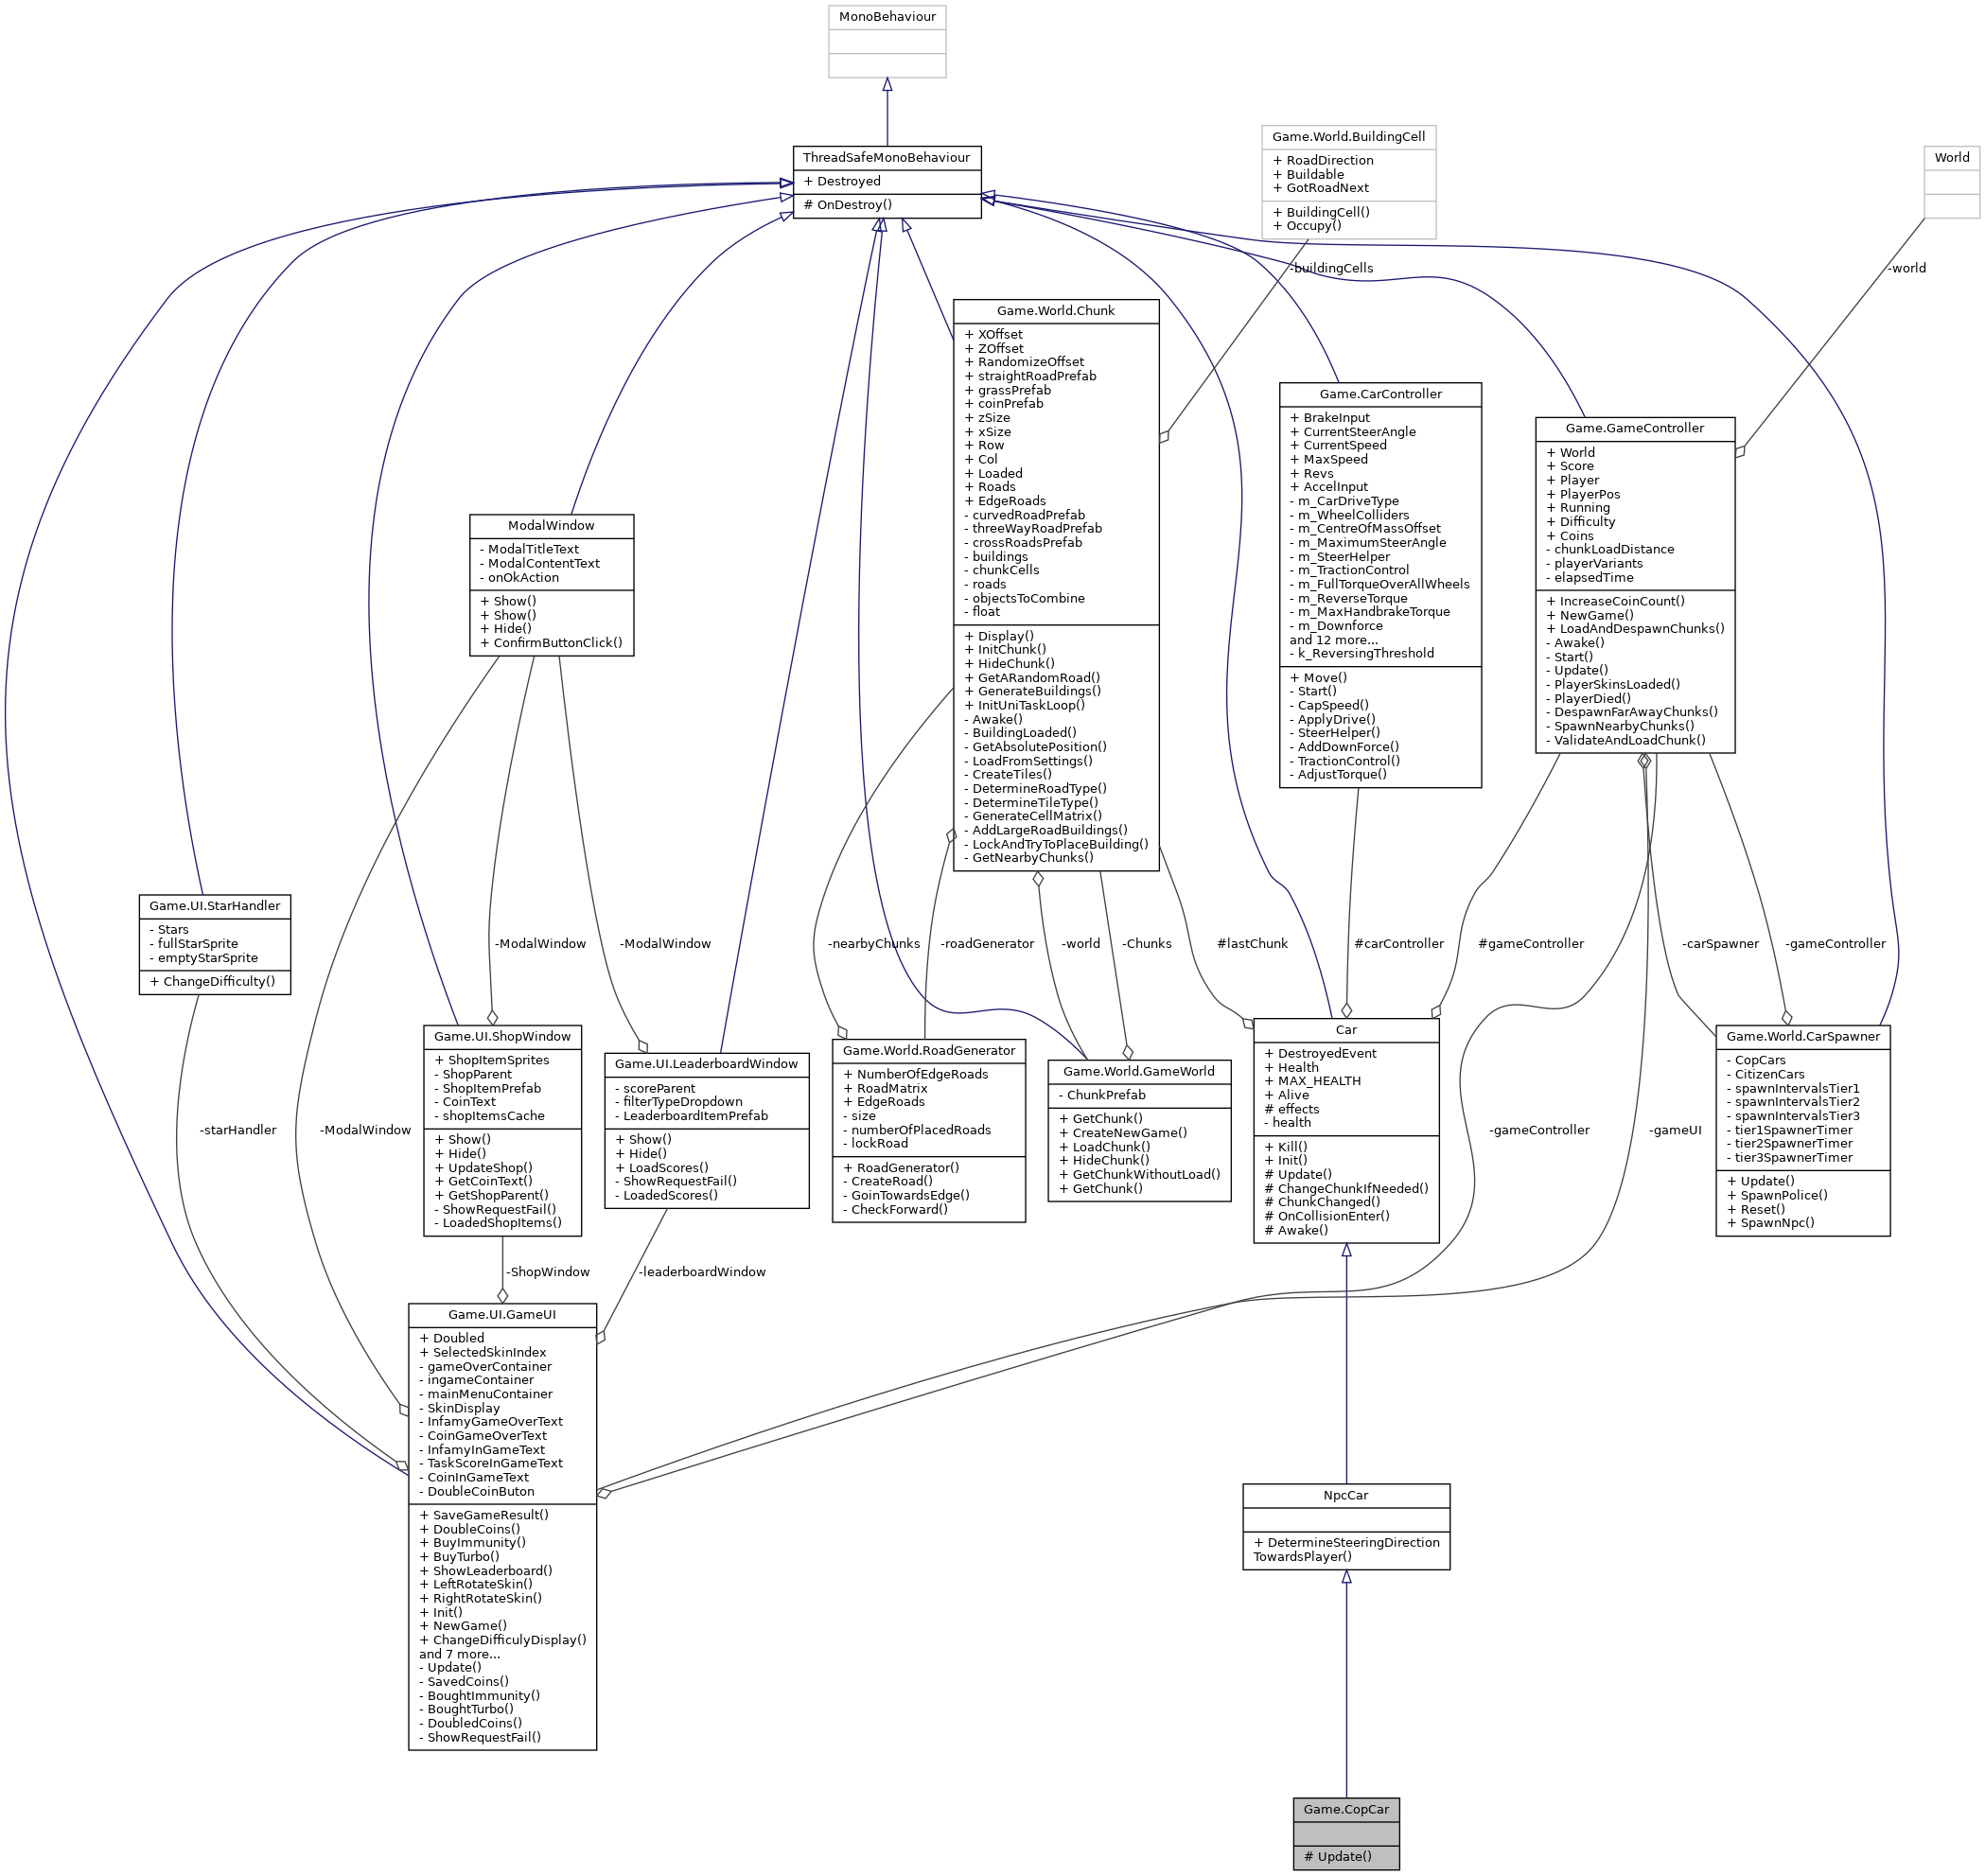 MonoBehaviour
ThreadSafeMonoBehaviour
+ Destroyed
# OnDestroy()
Game.World.BuildingCell
+ RoadDirection
+ Buildable
+ GotRoadNext
+ BuildingCell()
+ Occupy()
World
-buildingCells
-world
Game.World.Chunk
+ XOffset
+ ZOffset
+ RandomizeOffset
+ straightRoadPrefab
+ grassPrefab
+ coinPrefab
+ zSize
+ xSize
+ Row
+ Col
+ Loaded
+ Roads
+ EdgeRoads
- curvedRoadPrefab
- threeWayRoadPrefab
- crossRoadsPrefab
- buildings
- chunkCells
- roads
- objectsToCombine
- float
+ Display()
+ InitChunk()
+ HideChunk()
+ GetARandomRoad()
+ GenerateBuildings()
+ InitUniTaskLoop()
- Awake()
- BuildingLoaded()
- GetAbsolutePosition()
- LoadFromSettings()
- CreateTiles()
- DetermineRoadType()
- DetermineTileType()
- GenerateCellMatrix()
- AddLargeRoadBuildings()
- LockAndTryToPlaceBuilding()
- GetNearbyChunks()
Game.CarController
+ BrakeInput
+ CurrentSteerAngle
+ CurrentSpeed
+ MaxSpeed
+ Revs
+ AccelInput
- m_CarDriveType
- m_WheelColliders
- m_CentreOfMassOffset
- m_MaximumSteerAngle
- m_SteerHelper
- m_TractionControl
- m_FullTorqueOverAllWheels
- m_ReverseTorque
- m_MaxHandbrakeTorque
- m_Downforce
and 12 more...
- k_ReversingThreshold
+ Move()
- Start()
- CapSpeed()
- ApplyDrive()
- SteerHelper()
- AddDownForce()
- TractionControl()
- AdjustTorque()
Game.GameController
+ World
+ Score
+ Player
+ PlayerPos
+ Running
+ Difficulty
+ Coins
- chunkLoadDistance
- playerVariants
- elapsedTime
+ IncreaseCoinCount()
+ NewGame()
+ LoadAndDespawnChunks()
- Awake()
- Start()
- Update()
- PlayerSkinsLoaded()
- PlayerDied()
- DespawnFarAwayChunks()
- SpawnNearbyChunks()
- ValidateAndLoadChunk()
ModalWindow
- ModalTitleText
- ModalContentText
- onOkAction
+ Show()
+ Show()
+ Hide()
+ ConfirmButtonClick()
Game.UI.StarHandler
- Stars
- fullStarSprite
- emptyStarSprite
+ ChangeDifficulty()
-ModalWindow
-ModalWindow
-nearbyChunks
-roadGenerator
-world
-Chunks
#lastChunk
#carController
#gameController
-carSpawner
-gameController
Game.UI.ShopWindow
+ ShopItemSprites
- ShopParent
- ShopItemPrefab
- CoinText
- shopItemsCache
+ Show()
+ Hide()
+ UpdateShop()
+ GetCoinText()
+ GetShopParent()
- ShowRequestFail()
- LoadedShopItems()
Game.UI.LeaderboardWindow
- scoreParent
- filterTypeDropdown
- LeaderboardItemPrefab
+ Show()
+ Hide()
+ LoadScores()
- ShowRequestFail()
- LoadedScores()
Game.World.RoadGenerator
+ NumberOfEdgeRoads
+ RoadMatrix
+ EdgeRoads
- size
- numberOfPlacedRoads
- lockRoad
+ RoadGenerator()
- CreateRoad()
- GoinTowardsEdge()
- CheckForward()
Game.World.GameWorld
- ChunkPrefab
+ GetChunk()
+ CreateNewGame()
+ LoadChunk()
+ HideChunk()
+ GetChunkWithoutLoad()
+ GetChunk()
Car
+ DestroyedEvent
+ Health
+ MAX_HEALTH
+ Alive
# effects
- health
+ Kill()
+ Init()
# Update()
# ChangeChunkIfNeeded()
# ChunkChanged()
# OnCollisionEnter()
# Awake()
Game.World.CarSpawner
- CopCars
- CitizenCars
- spawnIntervalsTier1
- spawnIntervalsTier2
- spawnIntervalsTier3
- tier1SpawnerTimer
- tier2SpawnerTimer
- tier3SpawnerTimer
+ Update()
+ SpawnPolice()
+ Reset()
+ SpawnNpc()
-starHandler
-ModalWindow
-gameController
-gameUI
-ShopWindow
-leaderboardWindow
Game.UI.GameUI
+ Doubled
+ SelectedSkinIndex
- gameOverContainer
- ingameContainer
- mainMenuContainer
- SkinDisplay
- InfamyGameOverText
- CoinGameOverText
- InfamyInGameText
- TaskScoreInGameText
- CoinInGameText
- DoubleCoinButon
+ SaveGameResult()
+ DoubleCoins()
+ BuyImmunity()
+ BuyTurbo()
+ ShowLeaderboard()
+ LeftRotateSkin()
+ RightRotateSkin()
+ Init()
+ NewGame()
+ ChangeDifficulyDisplay()
and 7 more...
- Update()
- SavedCoins()
- BoughtImmunity()
- BoughtTurbo()
- DoubledCoins()
- ShowRequestFail()
NpcCar
+ DetermineSteeringDirection
TowardsPlayer()
Game.CopCar
# Update()